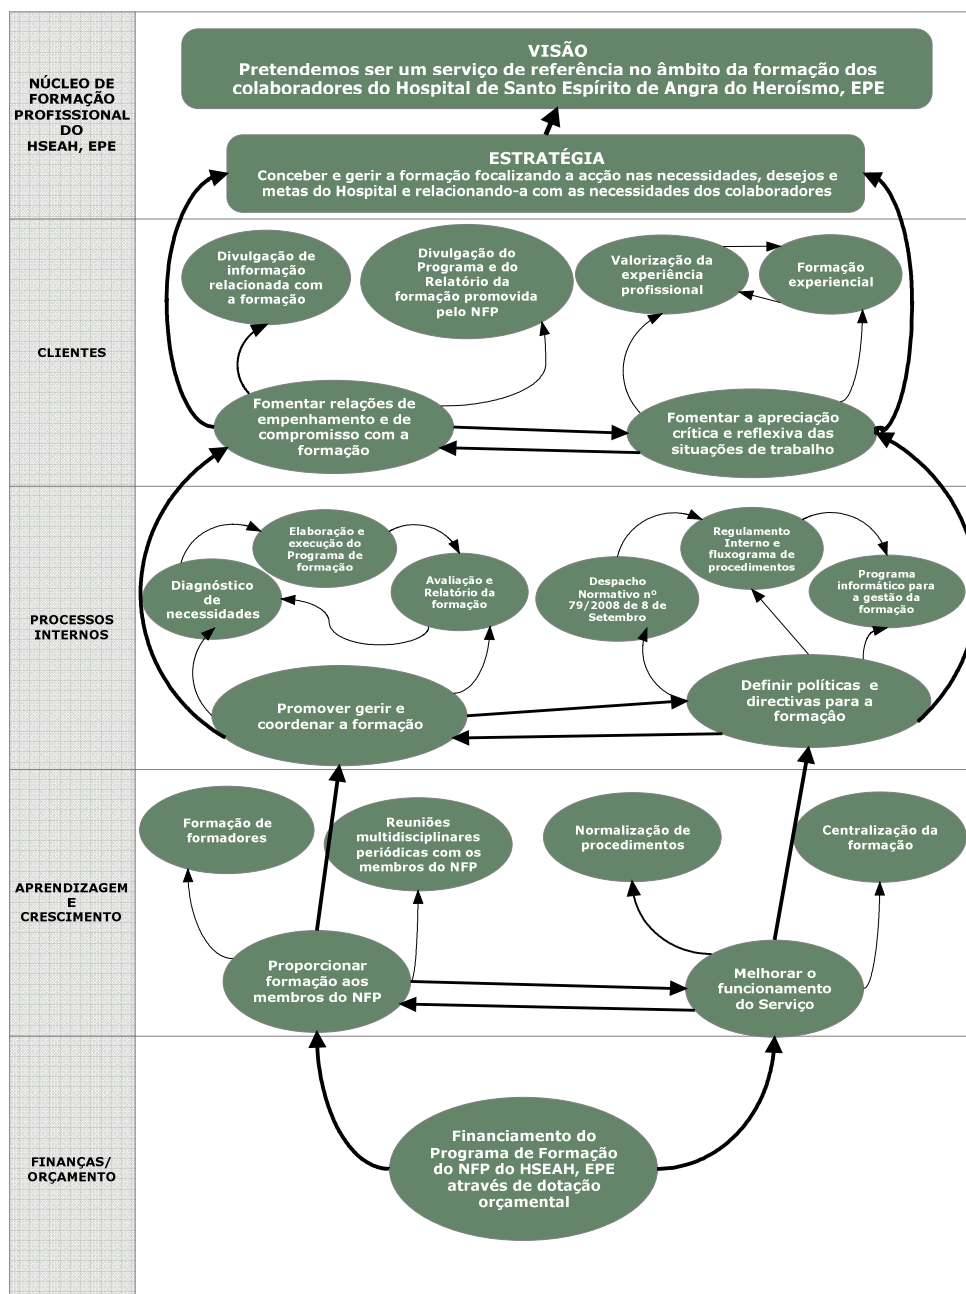 NÚCLEO DE
FORMAÇÃO
PROFISSIONAL
DO
HSEAH, EPE
VISÃO
Pretendemos ser um serviço de referência no âmbito da formação dos
colaboradores do Hospital de Santo Espírito de Angra do Heroísmo, EPE
ESTRATÉGIA
Conceber e gerir a formação focalizando a acção nas necessidades, desejos e
metas do Hospital e relacionando-a com as necessidades dos colaboradores
CLIENTES
Divulgação de
informação
relacionada com
a formação
Divulgação do
Programa e do
Relatório da
formação promovida
pelo NFP
Valorização da
experiência
profissional
Formação
experiencial
Fomentar relações de
empenhamento e de
compromisso com a
formação
Fomentar a apreciação
crítica e reflexiva das
situações de trabalho
PROCESSOS
INTERNOS
Diagnóstico
de
necessidades
Elaboração e
execução do
Programa de
formação
Avaliação e
Relatório da
formação
Despacho
Normativo nº
79/2008 de 8 de
Setembro
Regulamento
Interno e
fluxograma de
procedimentos
Programa
informático para
a gestão da
formação
Promover gerir e
coordenar a formação
Definir políticas e
directivas para a
formaçâo
APRENDIZAGEM
E
CRESCIMENTO
Formação de
formadores
Reuniões
multidisciplinares
periódicas com os
membros do NFP
Normalização de
procedimentos
Centralização da
formação
Proporcionar
formação aos
membros do NFP
Melhorar o
funcionamento
do Serviço
FINANÇAS/
ORÇAMENTO
Financiamento do
Programa de Formação
do NFP do HSEAH, EPE
através de dotação
orçamental